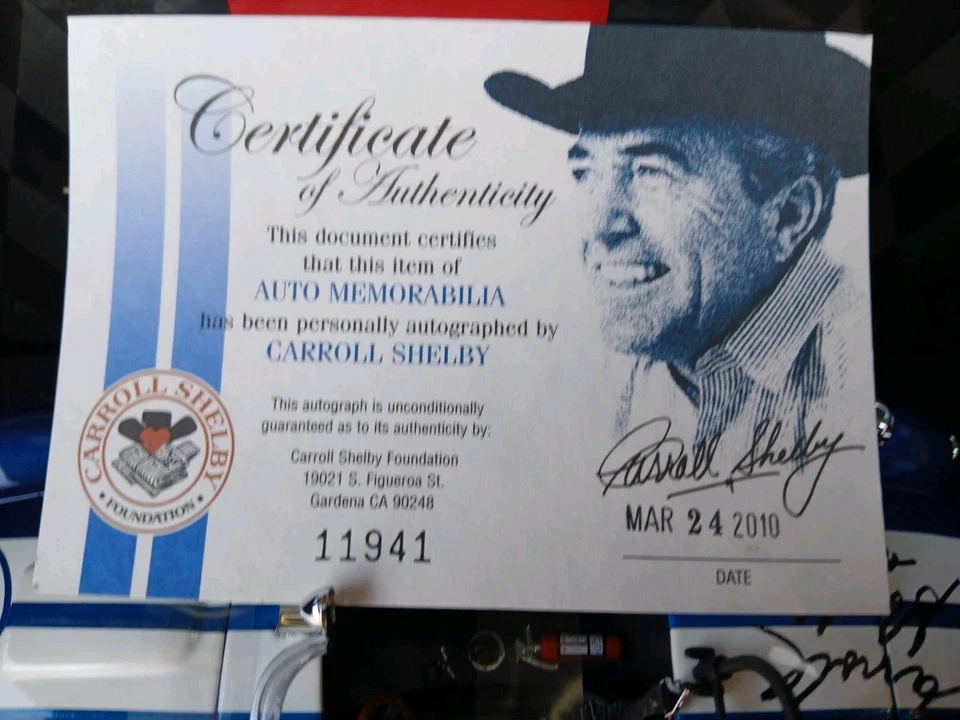 Certificate
of Authenticity
This document certifies
that this item of
AUTO MEMORABILIA
has been personally autographed by
CARROLL SHELBY
This autograph is unconditionally
guaranteed as to its authenticity by:
Carroll Shelby Foundation
19021 S. Figueroa St.
Gardena CA 90248
11941
CARROLL SHELBY
• FOUNDATION •
Carroll Shelby
MAR 24 2010
DATE